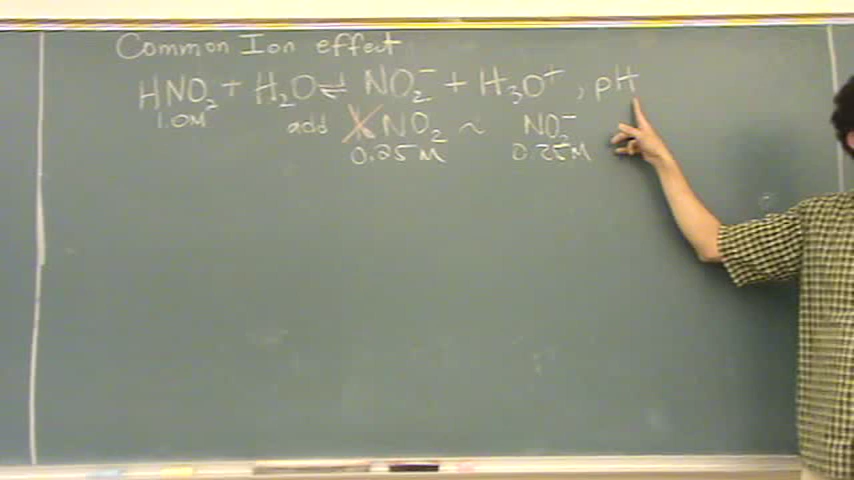 Common Ion effect
HNO₂ + H₂O ⇌ NO₂⁻ + H₃O⁺, pH
1.0M add KNO₂ ~ NO₂⁻
0.25M 0.25M